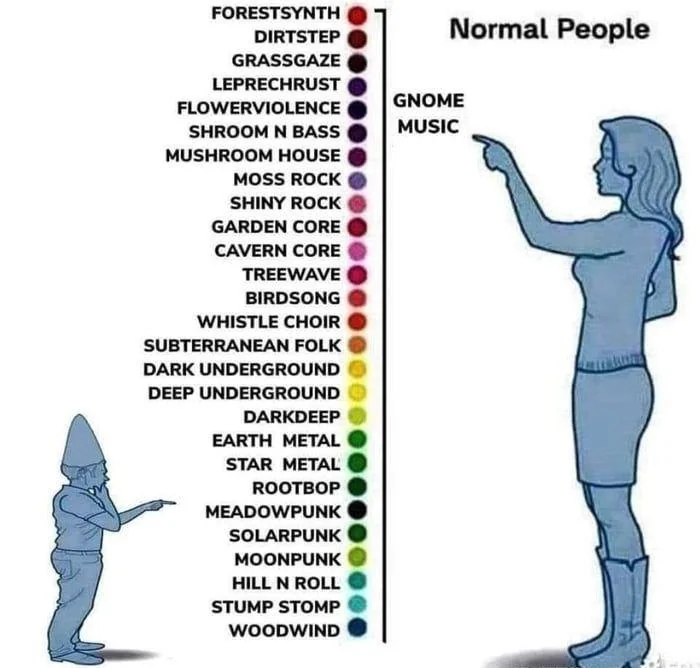 FORESTSYNTH
DIRTSTEP
GRASSGAZE
LEPRECHRUST
FLOWERVIOLENCE
SHROOM N BASS
MUSHROOM HOUSE
MOSS ROCK
SHINY ROCK
GARDEN CORE
CAVERN CORE
TREEWAVE
BIRDSONG
WHISTLE CHOIR
SUBTERRANEAN FOLK
DARK UNDERGROUND
DEEP UNDERGROUND
DARKDEEP
EARTH METAL
STAR METAL
ROOTBOP
MEADOWPUNK
SOLARPUNK
MOONPUNK
HILL N ROLL
STUMP STOMP
WOODWIND
Normal People
GNOME
MUSIC